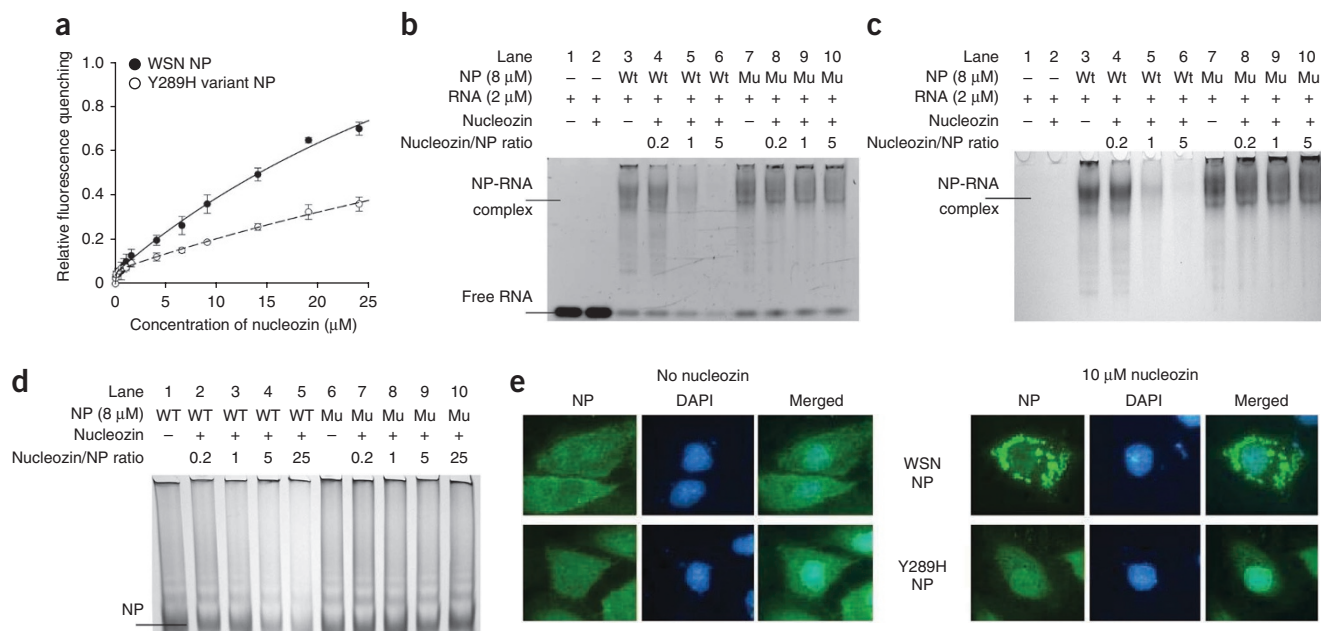 a
WSN NP
Y289H variant NP
Relative fluorescence quenching
1.0
0.8
0.6
0.4
0.2
0
0 5 10 15 20 25
Concentration of nucleozin (μM)
b
Lane 1 2 3 4 5 6 7 8 9 10
NP (8 μM) – – Wt Wt Wt Wt Mu Mu Mu Mu
RNA (2 μM) + + + + + + + + + +
Nucleozin – + – + + + – + + +
Nucleozin/NP ratio 0.2 1 5 0.2 1 5
NP-RNA
complex
Free RNA
c
Lane 1 2 3 4 5 6 7 8 9 10
NP (8 μM) – – Wt Wt Wt Wt Mu Mu Mu Mu
RNA (2 μM) + + + + + + + + + +
Nucleozin – + – + + + – + + +
Nucleozin/NP ratio 0.2 1 5 0.2 1 5
NP-RNA
complex
d
Lane 1 2 3 4 5 6 7 8 9 10
NP (8 μM) WT WT WT WT WT Mu Mu Mu Mu Mu
Nucleozin – + + + + – + + + +
Nucleozin/NP ratio 0.2 1 5 25 0.2 1 5 25
NP
e
No nucleozin
NP DAPI Merged
10 μM nucleozin
NP DAPI Merged
WSN
NP
Y289H
NP